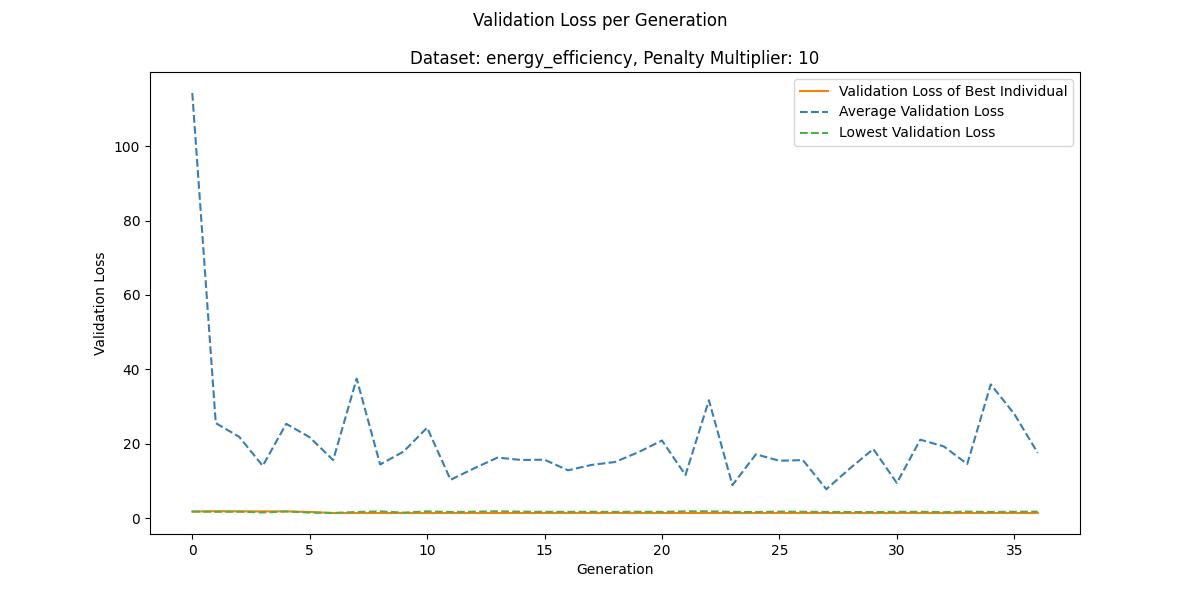 Validation Loss per Generation
Dataset: energy_efficiency, Penalty Multiplier: 10
Validation Loss of Best Individual
Average Validation Loss
Lowest Validation Loss
Validation Loss
100
80
60
40
20
0
0 5 10 15 20 25 30 35
Generation